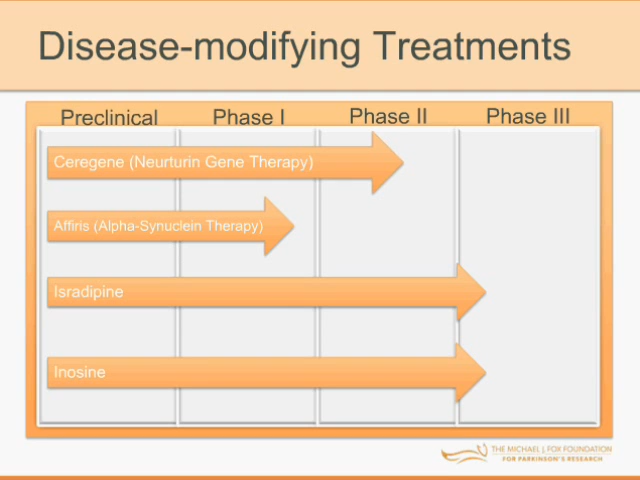 Disease-modifying Treatments
Preclinical Phase I Phase II Phase III
Ceregene (Neurturin Gene Therapy)
Affiris (Alpha-Synuclein Therapy)
Isradipine
Inosine
THE MICHAEL J. FOX FOUNDATION
FOR PARKINSON'S RESEARCH